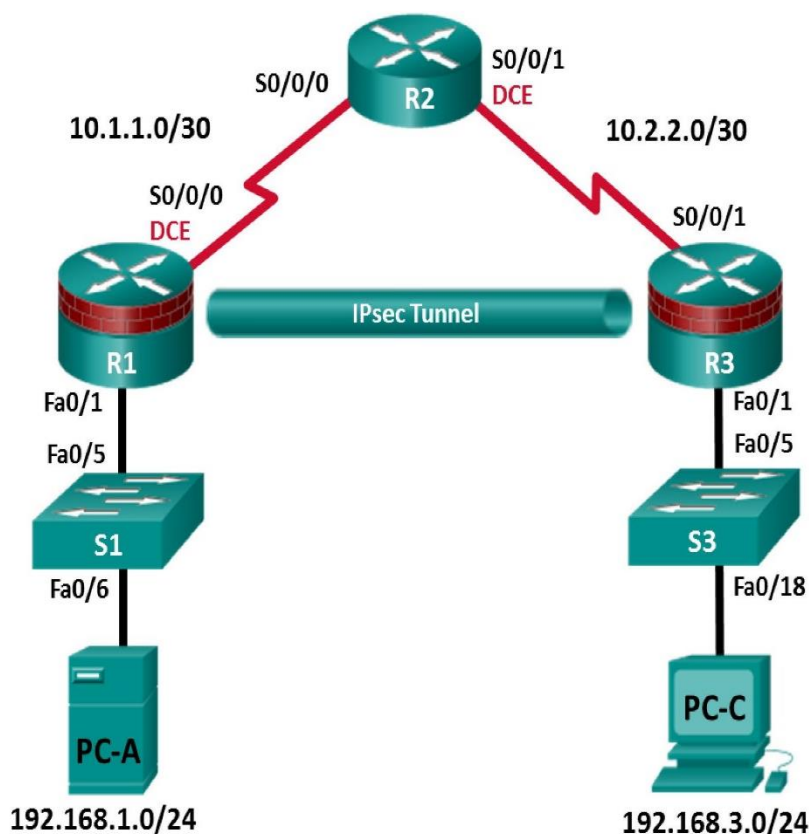 S0/0/1
S0/0/0
R2
DCE
10.1.1.0/30
10.2.2.0/30
S0/0/0
DCE
S0/0/1
IPsec Tunnel
R1
R3
Fa0/1
Fa0/1
Fa0/5
Fa0/5
S1
S3
Fa0/6
Fa0/18
PC-A
PC-C
192.168.1.0/24
192.168.3.0/24